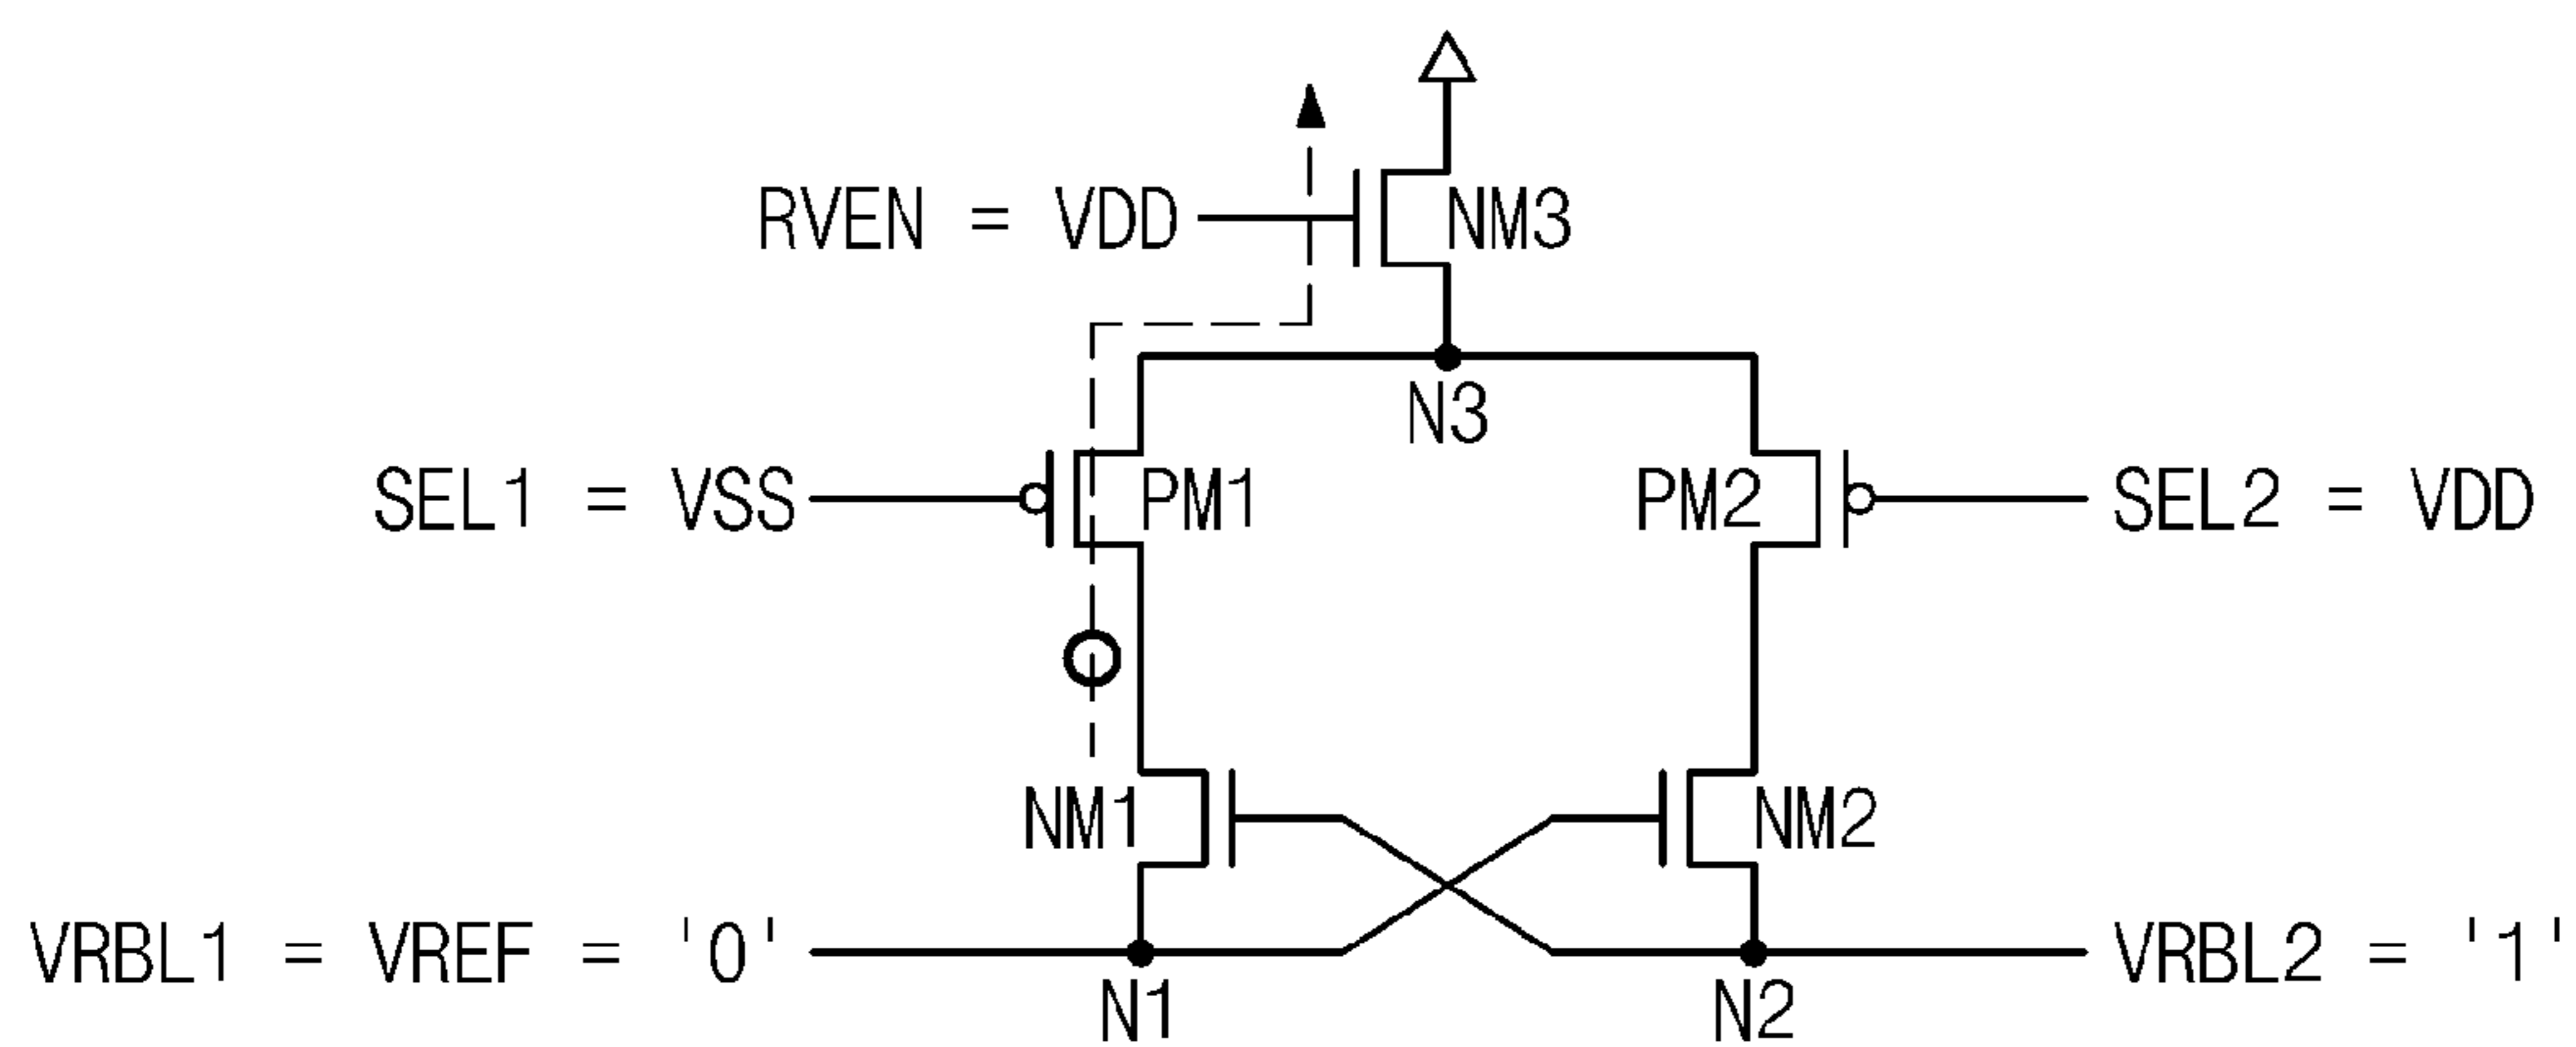 RVEN = VDD
NM3
N3
SEL1 = VSS
PM1
PM2
SEL2 = VDD
NM1
NM2
VRBL1 = VREF = '0'
VRBL2 = '1'
N1
N2